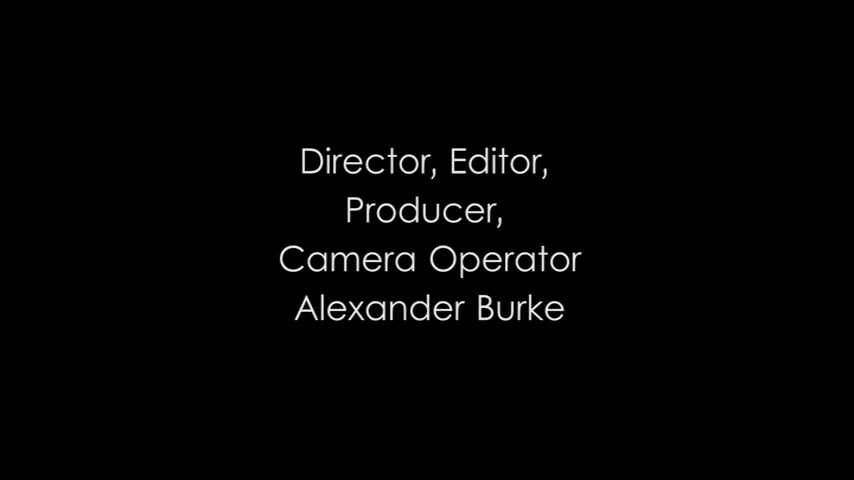 Director, Editor,
Producer,
Camera Operator
Alexander Burke